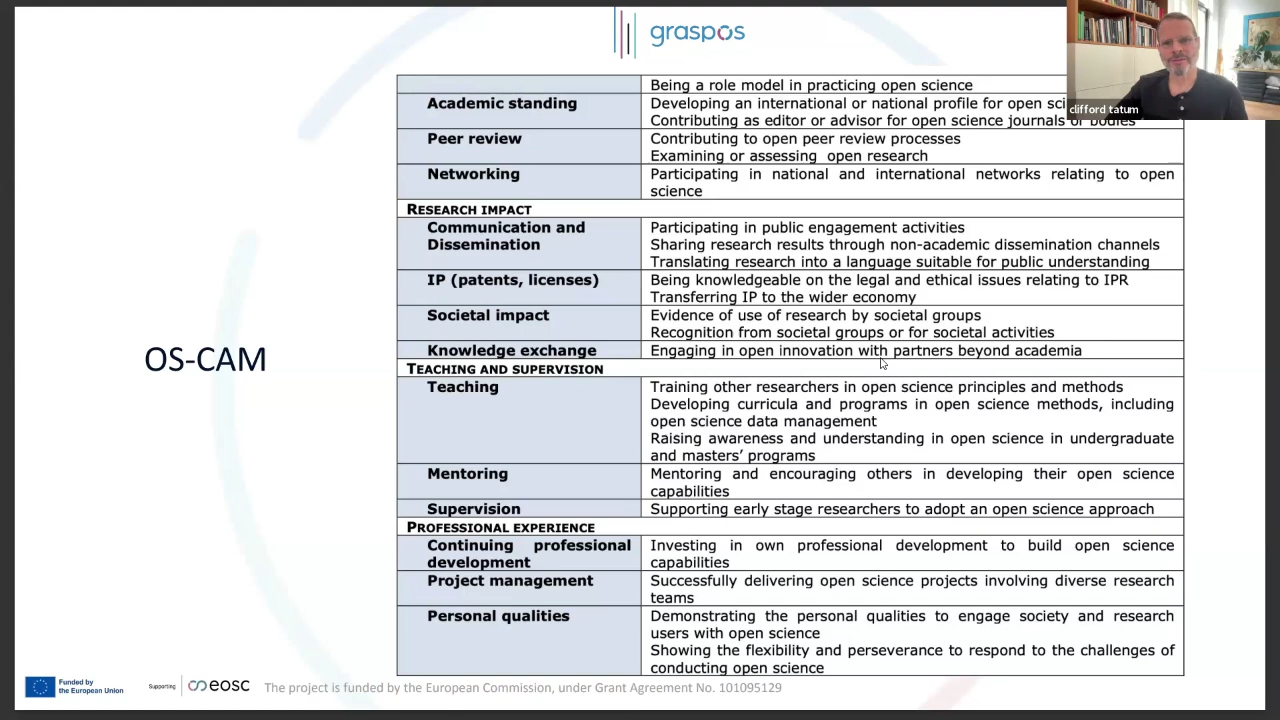 graspos
clifford tatum
Being a role model in practicing open science
Academic standing
Developing an international or national profile for open
Contributing as editor or advisor for open science journals or bodies
Peer review
Contributing to open peer review processes
Examining or assessing open research
Networking
Participating in national and international networks relating to open
science
RESEARCH IMPACT
Communication and
Dissemination
Participating in public engagement activities
Sharing research results through non-academic dissemination channels
Translating research into a language suitable for public understanding
IP (patents, licenses)
Being knowledgeable on the legal and ethical issues relating to IPR
Transferring IP to the wider economy
Societal impact
Evidence of use of research by societal groups
Recognition from societal groups or for societal activities
Knowledge exchange
Engaging in open innovation with partners beyond academia
OS-CAM
TEACHING AND SUPERVISION
Teaching
Training other researchers in open science principles and methods
Developing curricula and programs in open science methods, including
open science data management
Raising awareness and understanding in open science in undergraduate
and masters’ programs
Mentoring
Mentoring and encouraging others in developing their open science
capabilities
Supervision
Supporting early stage researchers to adopt an open science approach
PROFESSIONAL EXPERIENCE
Continuing professional
development
Investing in own professional development to build open science
capabilities
Project management
Successfully delivering open science projects involving diverse research
teams
Personal qualities
Demonstrating the personal qualities to engage society and research
users with open science
Showing the flexibility and perseverance to respond to the challenges of
conducting open science
Funded by
the European Union
Supporting
eosc
The project is funded by the European Commission, under Grant Agreement No. 101095129